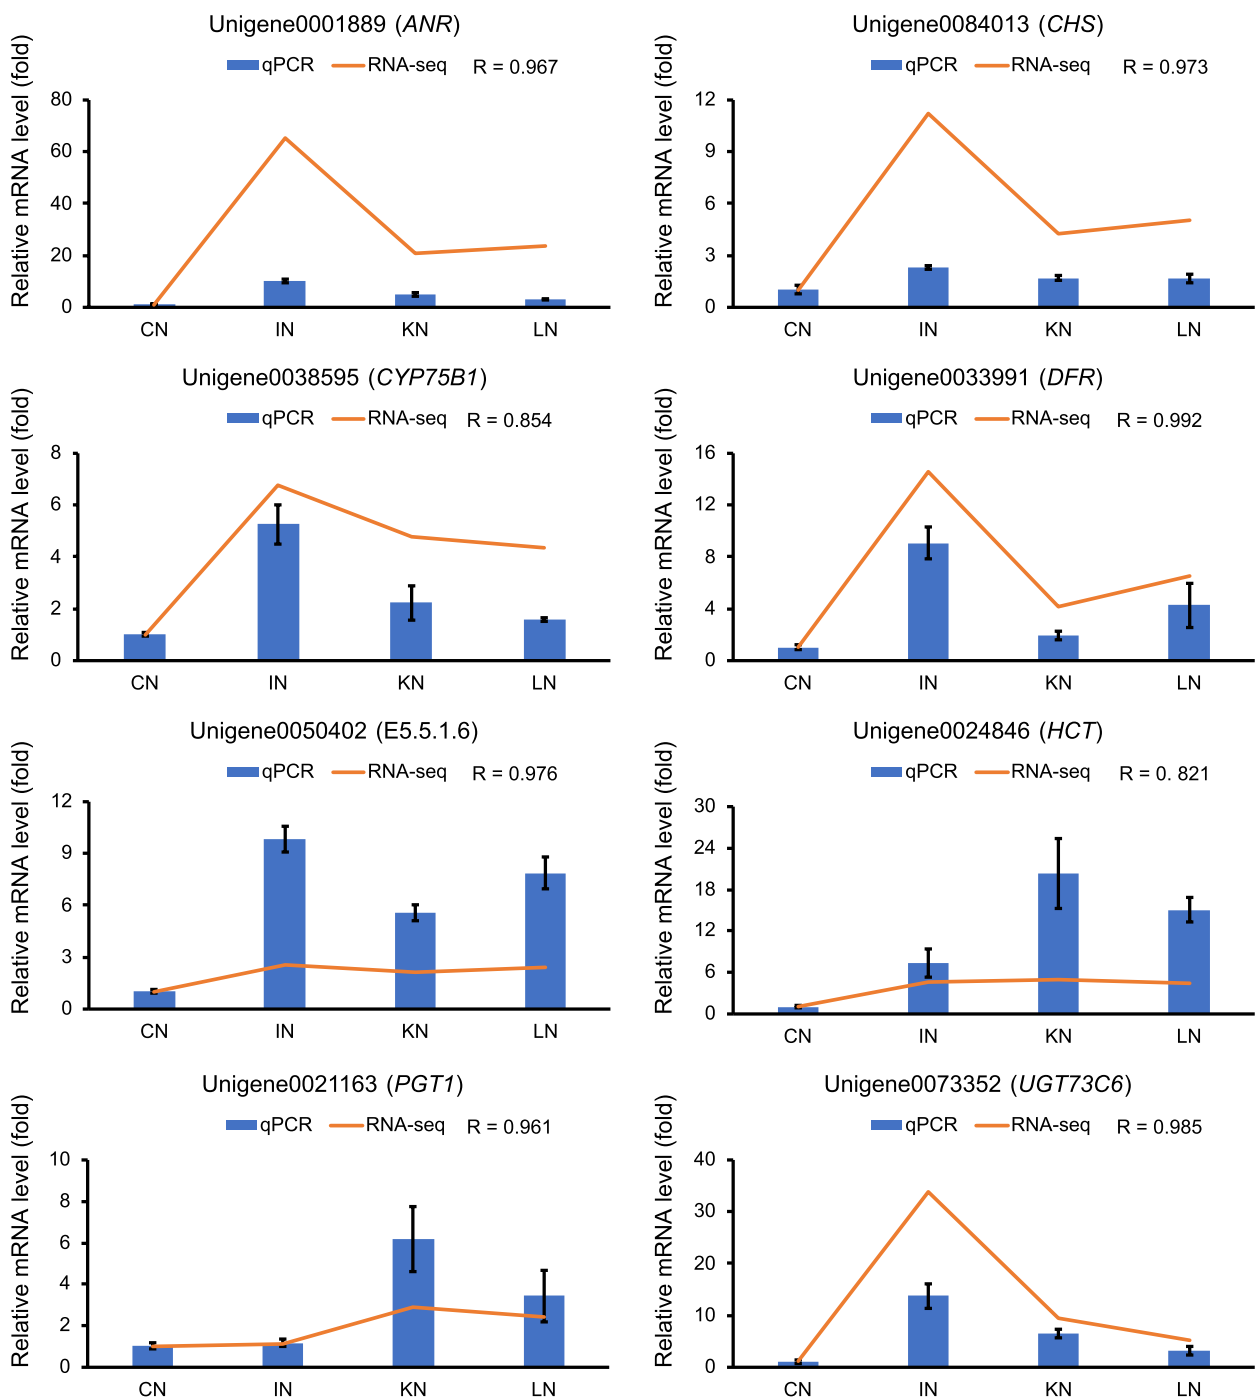 Unigene0001889 (ANR)
qPCR RNA-seq R = 0.967
Relative mRNA level (fold)
80
60
40
20
0
CN IN KN LN
Unigene0084013 (CHS)
qPCR RNA-seq R = 0.973
Relative mRNA level (fold)
12
9
6
3
0
CN IN KN LN
Unigene0038595 (CYP75B1)
qPCR RNA-seq R = 0.854
Relative mRNA level (fold)
8
6
4
2
0
CN IN KN LN
Unigene0033991 (DFR)
qPCR RNA-seq R = 0.992
Relative mRNA level (fold)
16
12
8
4
0
CN IN KN LN
Unigene0050402 (E5.5.1.6)
qPCR RNA-seq R = 0.976
Relative mRNA level (fold)
12
9
6
3
0
CN IN KN LN
Unigene0024846 (HCT)
qPCR RNA-seq R = 0. 821
Relative mRNA level (fold)
30
24
18
12
6
0
CN IN KN LN
Unigene0021163 (PGT1)
qPCR RNA-seq R = 0.961
Relative mRNA level (fold)
10
8
6
4
2
0
CN IN KN LN
Unigene0073352 (UGT73C6)
qPCR RNA-seq R = 0.985
Relative mRNA level (fold)
40
30
20
10
0
CN IN KN LN